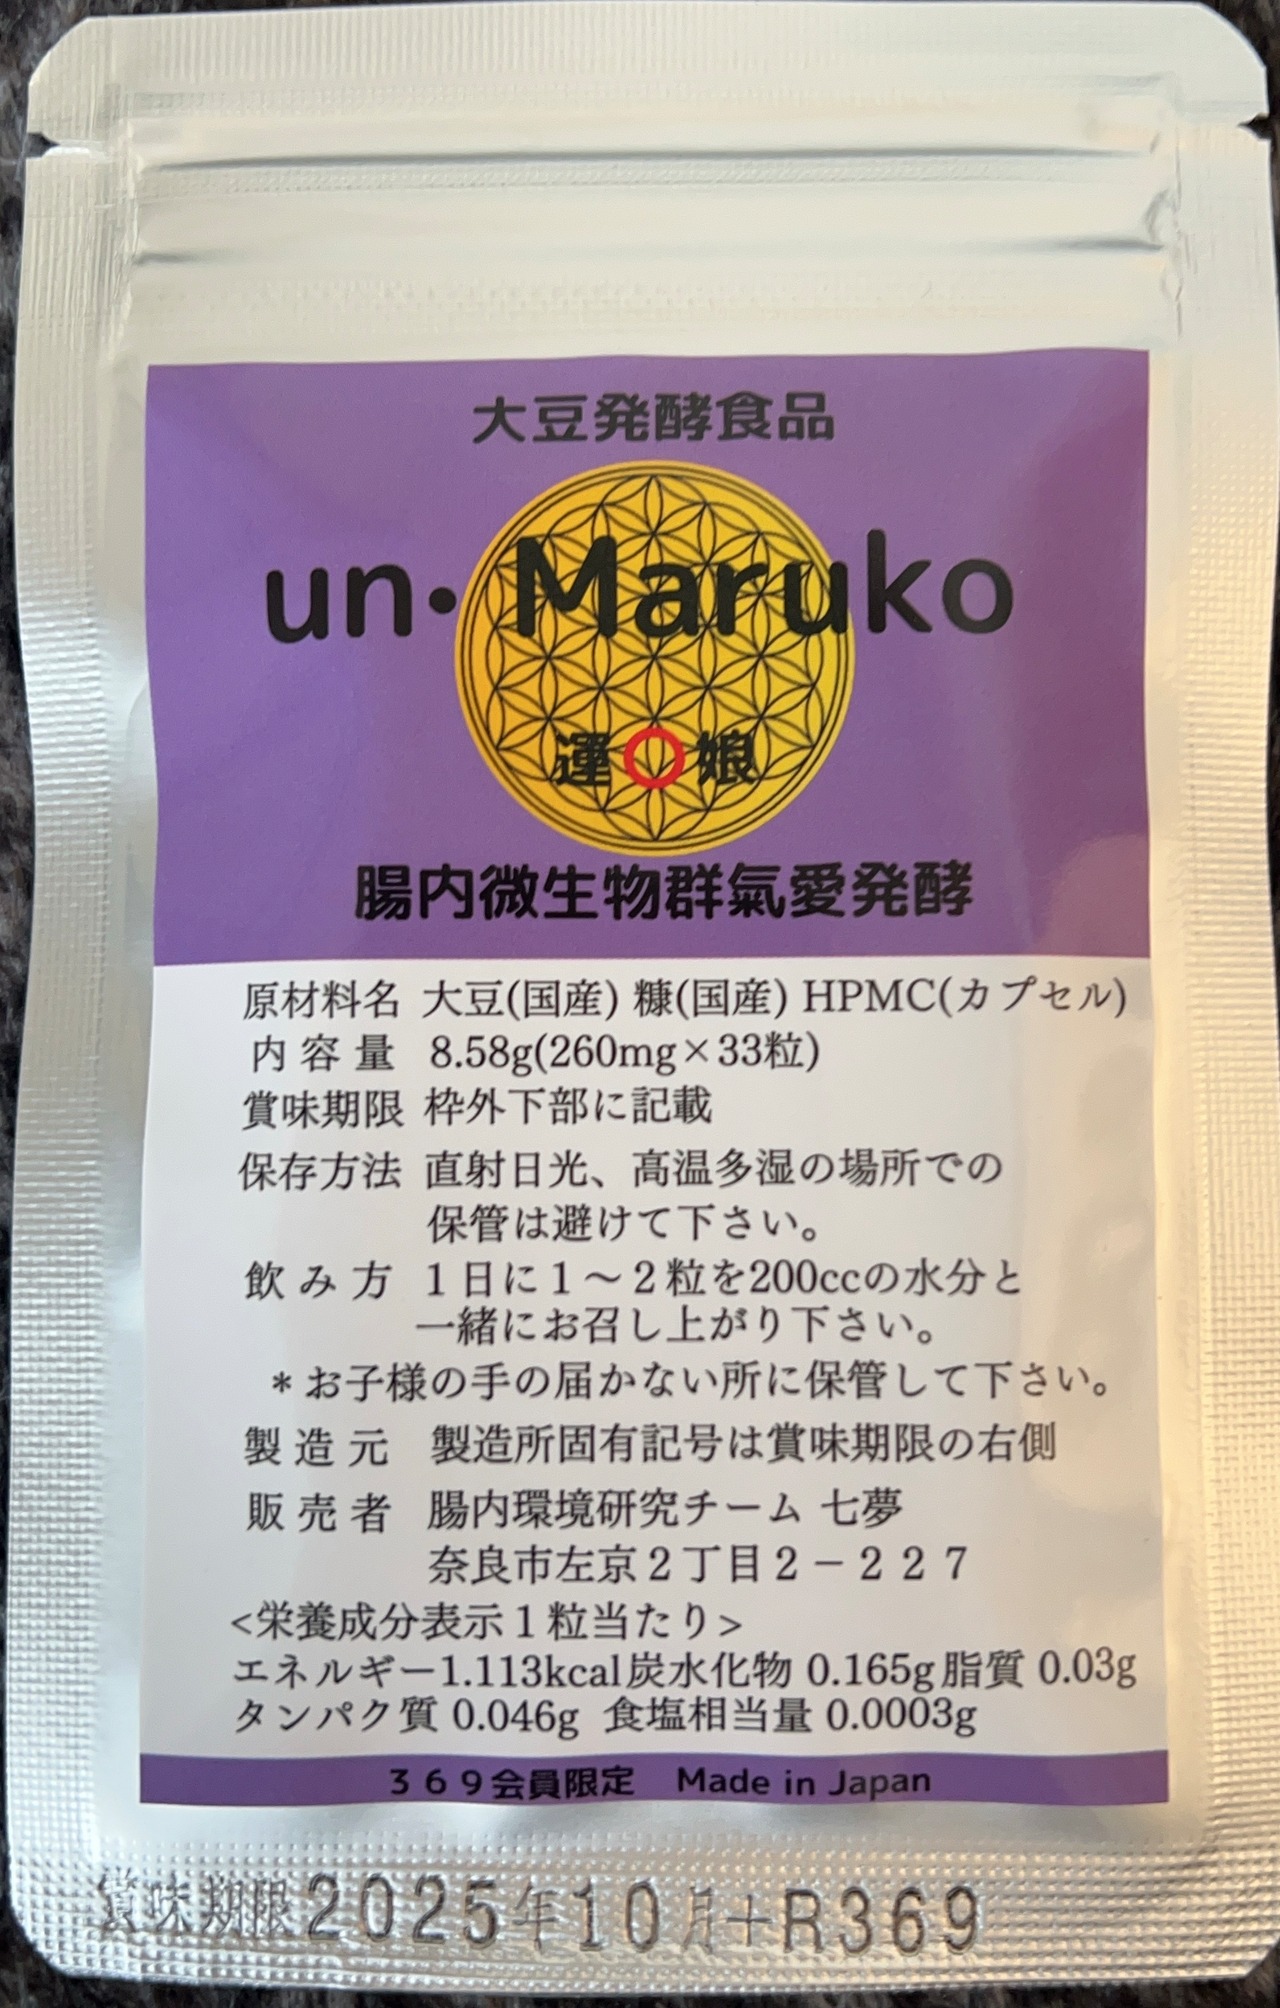 大豆発酵食品
un・Maruko
運〇娘
腸内微生物群氣愛発酵
原材料名 大豆(国産) 糠(国産) HPMC(カプセル)
内容量 8.58g(260mg×33粒)
賞味期限 枠外下部に記載
保存方法 直射日光、高温多湿の場所での
保管は避けて下さい。
飲み方 1日に1〜2粒を200ccの水分と
一緒にお召し上がり下さい。
*お子様の手の届かない所に保管して下さい。
製造元 製造所固有記号は賞味期限の右側
販売者 腸内環境研究チーム 七夢
奈良市左京2丁目2-227
<栄養成分表示1粒当たり>
エネルギー1.113kcal炭水化物 0.165g脂質 0.03g
タンパク質 0.046g 食塩相当量 0.0003g
369会員限定 Made in Japan
賞味期限2025年10月+R369